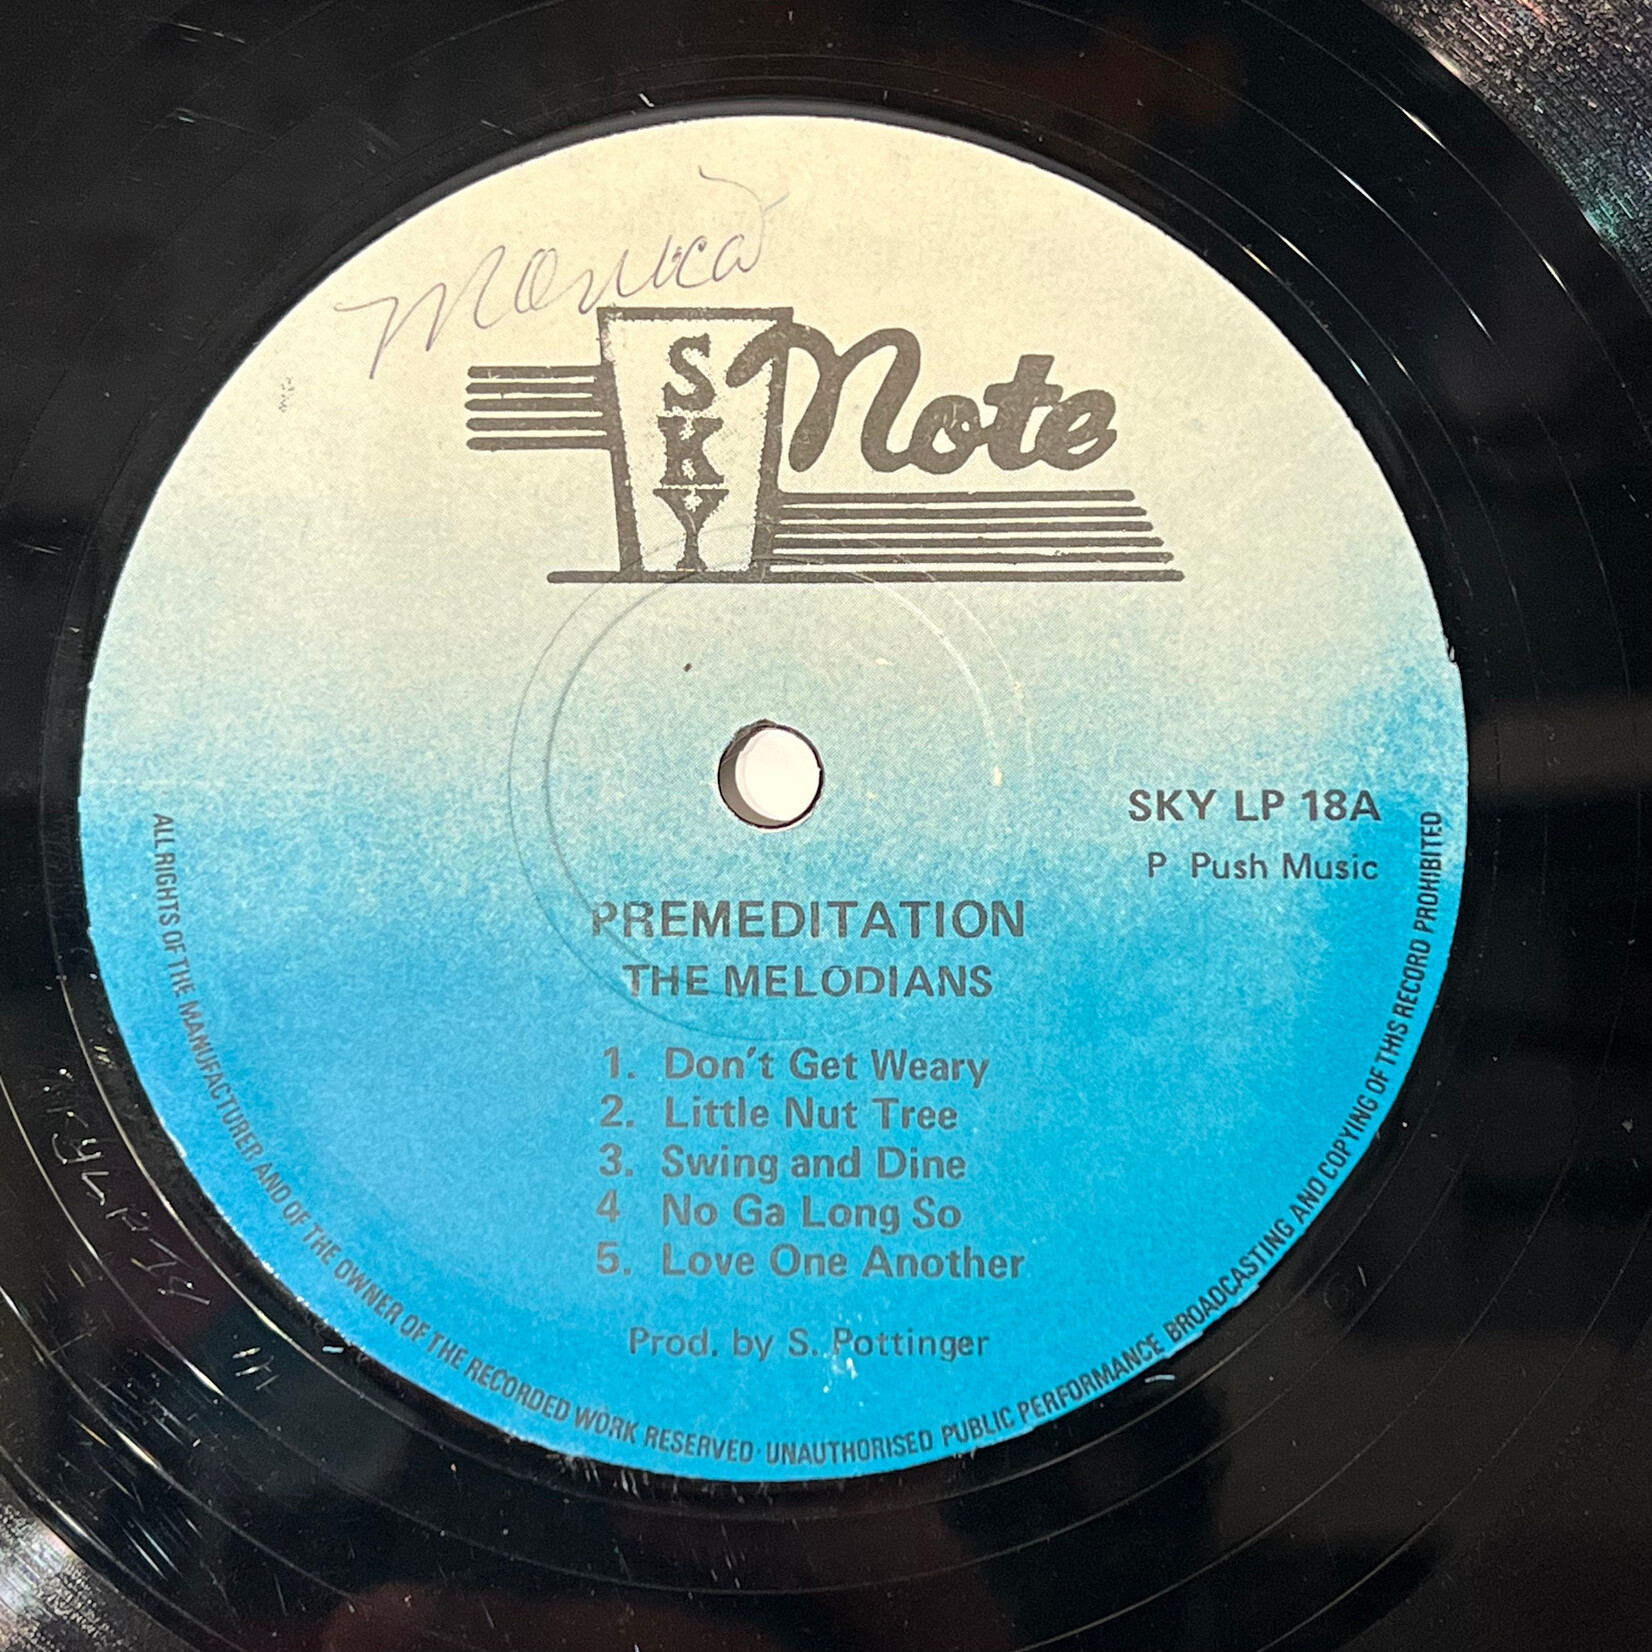 Monica
SKY Note
SKY LP 18A
P Push Music
PREMEDITATION
THE MELODIANS
1. Don't Get Weary
2. Little Nut Tree
3. Swing and Dine
4 No Ga Long So
5. Love One Another
Prod. by S. Pottinger
ALL RIGHTS OF THE MANUFACTURER AND OF THE OWNER OF THE RECORDED WORK RESERVED · UNAUTHORISED PUBLIC PERFORMANCE BROADCASTING AND COPYING OF THIS RECORD PROHIBITED